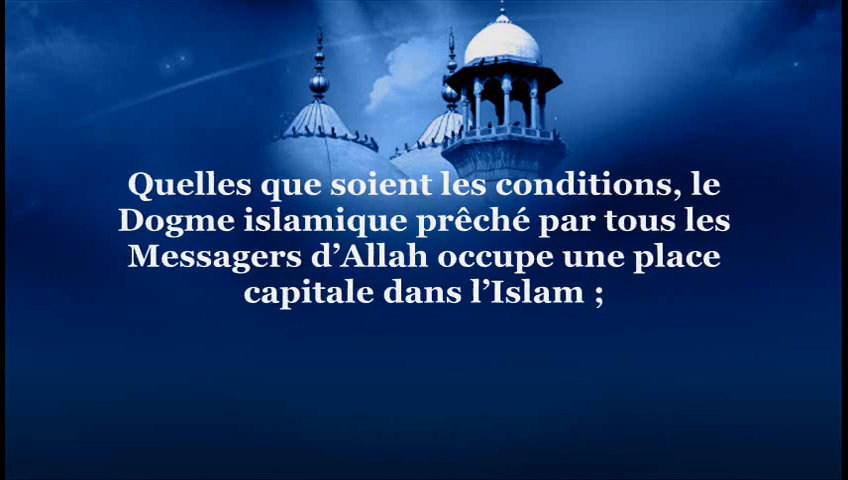 Quelles que soient les conditions, le
Dogme islamique prêché par tous les
Messagers d’Allah occupe une place
capitale dans l’Islam ;